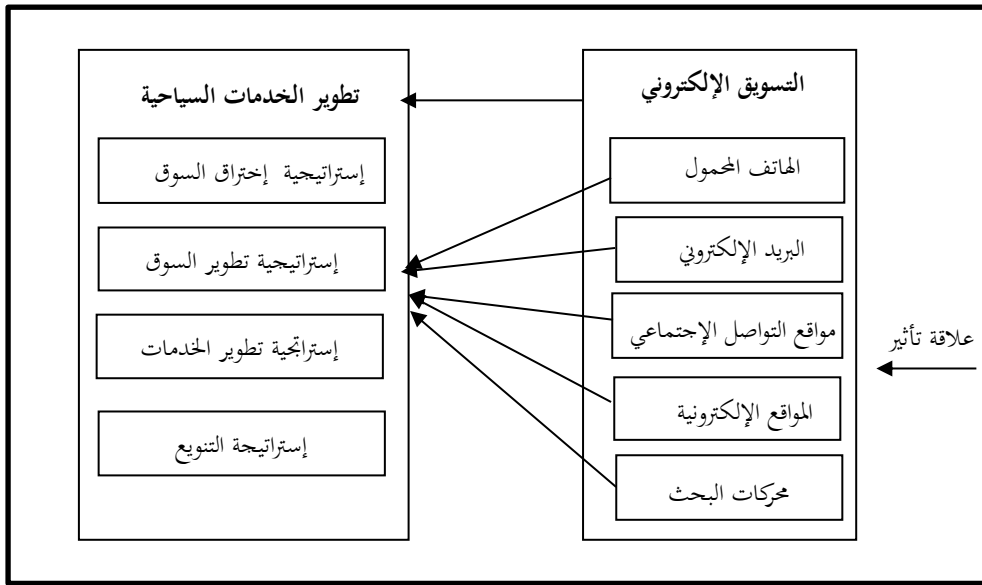 التسويق الإلكتروني
الهاتف المحمول
البريد الإلكتروني
مواقع التواصل الإجتماعي
المواقع الإلكترونية
محركات البحث
علاقة تأثير
تطوير الخدمات السياحية
إستراتيجية إختراق السوق
إستراتيجية تطوير السوق
إستراتجية تطوير الخدمات
إستراتيجة التنويع